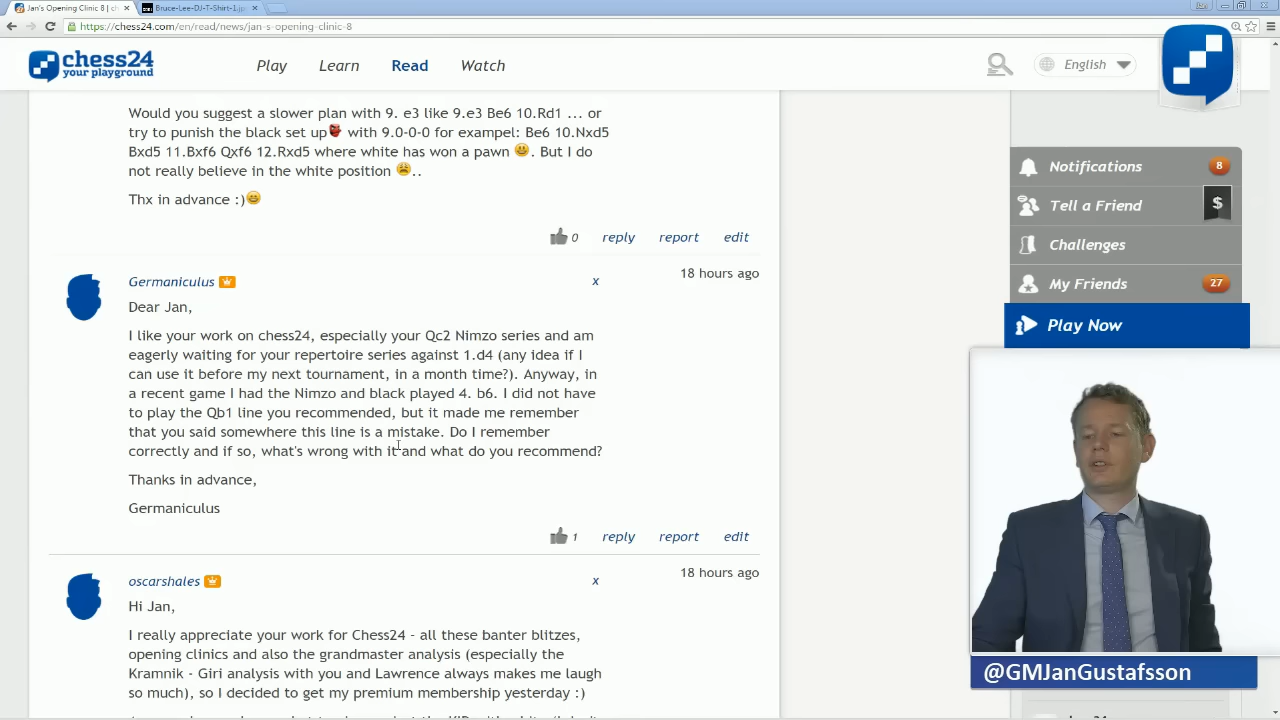 Jan's Opening Clinic 8 | ch
Bruce-Lee-DJ-T-Shirt-1.jp
https://chess24.com/en/read/news/jan-s-opening-clinic-8
chess24
your playground
Play
Learn
Read
Watch
English
Would you suggest a slower plan with 9. e3 like 9.e3 Be6 10.Rd1 ... or
try to punish the black set up with 9.0-0-0 for exampel: Be6 10.Nxd5
Bxd5 11.Bxf6 Qxf6 12.Rxd5 where white has won a pawn . But I do
not really believe in the white position ..
Thx in advance :)
0 reply report edit
Germaniculus
x
18 hours ago
Dear Jan,
I like your work on chess24, especially your Qc2 Nimzo series and am
eagerly waiting for your repertoire series against 1.d4 (any idea if I
can use it before my next tournament, in a month time?). Anyway, in
a recent game I had the Nimzo and black played 4. b6. I did not have
to play the Qb1 line you recommended, but it made me remember
that you said somewhere this line is a mistake. Do I remember
correctly and if so, what's wrong with it and what do you recommend?
Thanks in advance,
Germaniculus
1 reply report edit
oscarshales
x
18 hours ago
Hi Jan,
I really appreciate your work for Chess24 - all these banter blitzes,
opening clinics and also the grandmaster analysis (especially the
Kramnik - Giri analysis with you and Lawrence always makes me laugh
so much), so I decided to get my premium membership yesterday :)
Notifications 8
Tell a Friend $
Challenges
My Friends 27
Play Now
@GMJanGustafsson